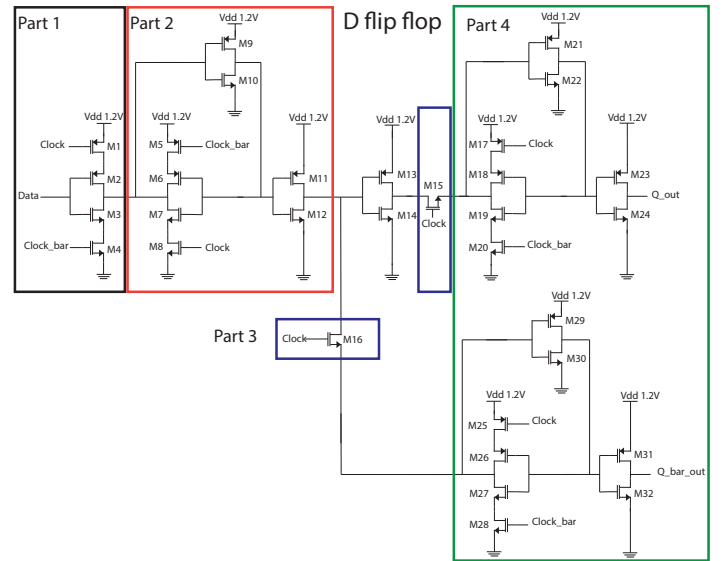 Part 1
Part 2
D flip flop
Part 4
Vdd 1.2V
M9
M10
Vdd 1.2V
M21
M22
Vdd 1.2V
Clock
M1
Data
M2
M3
Clock_bar
M4
Vdd 1.2V
M5
Clock_bar
M6
M7
M8
Clock
Vdd 1.2V
M11
M12
Vdd 1.2V
M13
M14
M15
Clock
Vdd 1.2V
M17
Clock
M18
M19
M20
Clock_bar
Vdd 1.2V
M23
Q_out
M24
Part 3
Clock
M16
Vdd 1.2V
M29
M30
Vdd 1.2V
M25
Clock
M26
M27
M28
Clock_bar
Vdd 1.2V
M31
Q_bar_out
M32